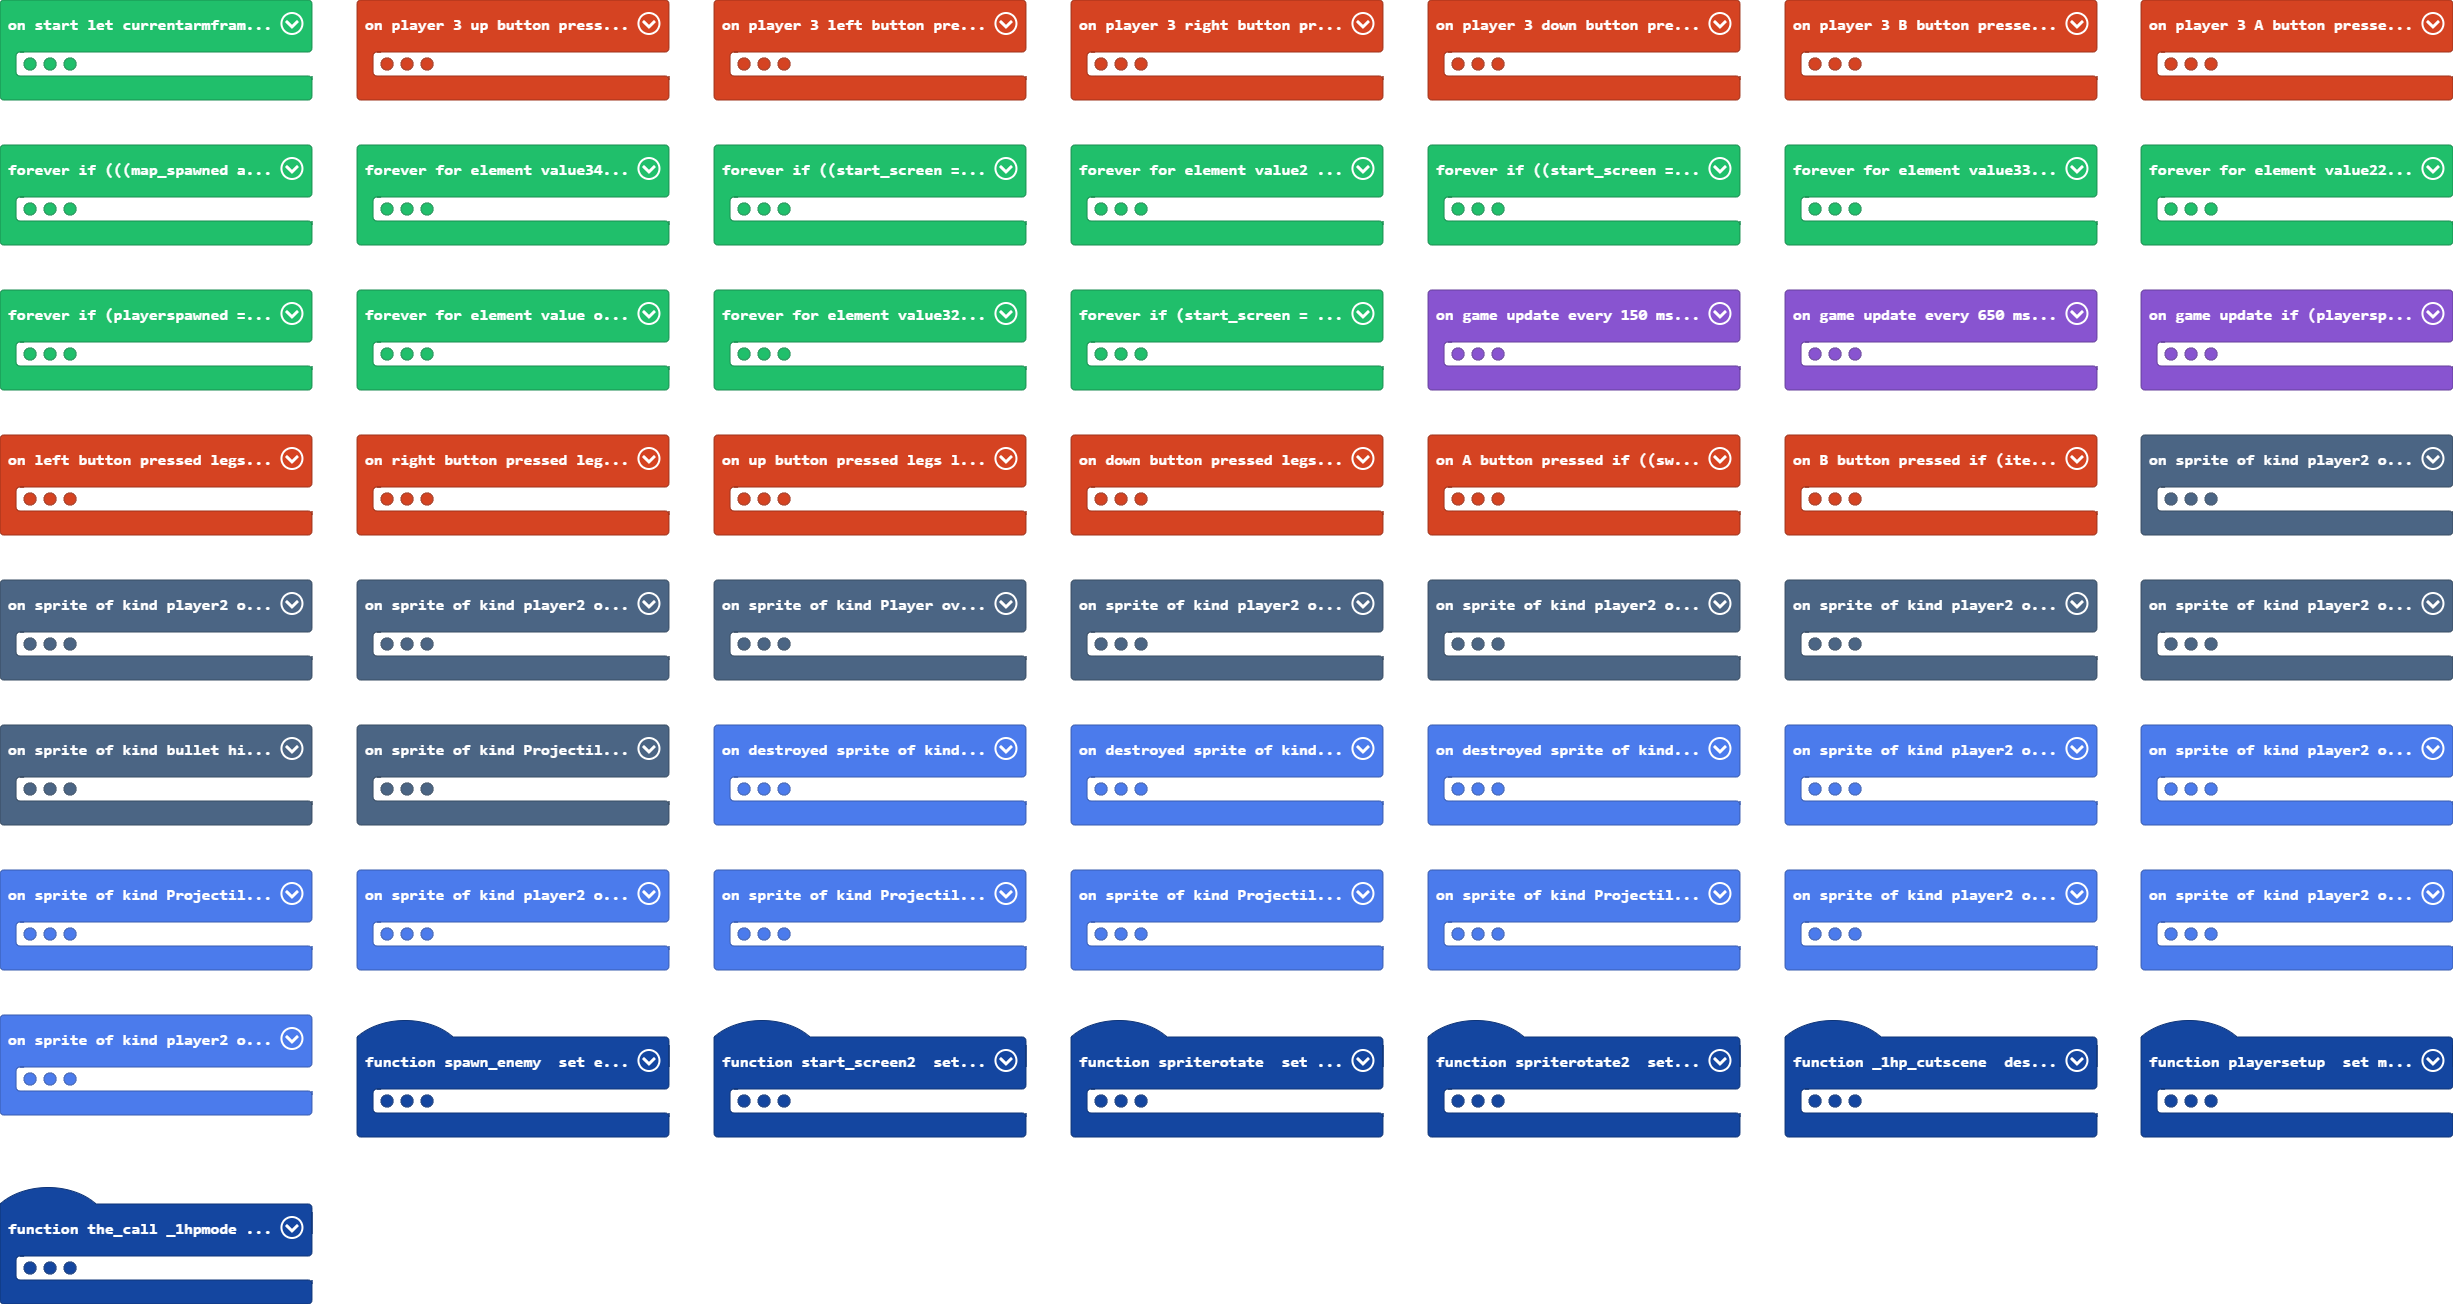 on start let currentarmfram...
on player 3 up button press...
on player 3 left button pre...
on player 3 right button pr...
on player 3 down button pre...
on player 3 B button presse...
on player 3 A button presse...
forever if (((map_spawned a...
forever for element value34...
forever if ((start_screen =...
forever for element value2 ...
forever if ((start_screen =...
forever for element value33...
forever for element value22...
forever if (playerspawned =...
forever for element value o...
forever for element value32...
forever if (start_screen = ...
on game update every 150 ms...
on game update every 650 ms...
on game update if (playersp...
on left button pressed legs...
on right button pressed leg...
on up button pressed legs l...
on down button pressed legs...
on A button pressed if ((sw...
on B button pressed if (ite...
on sprite of kind player2 o...
on sprite of kind player2 o...
on sprite of kind player2 o...
on sprite of kind Player ov...
on sprite of kind player2 o...
on sprite of kind player2 o...
on sprite of kind player2 o...
on sprite of kind player2 o...
on sprite of kind bullet hi...
on sprite of kind Projectil...
on destroyed sprite of kind...
on destroyed sprite of kind...
on destroyed sprite of kind...
on sprite of kind player2 o...
on sprite of kind player2 o...
on sprite of kind Projectil...
on sprite of kind player2 o...
on sprite of kind Projectil...
on sprite of kind Projectil...
on sprite of kind Projectil...
on sprite of kind player2 o...
on sprite of kind player2 o...
on sprite of kind player2 o...
function spawn_enemy  set e...
function start_screen2  set...
function spriterotate  set ...
function spriterotate2  set...
function _1hp_cutscene  des...
function playersetup  set m...
function the_call _1hpmode ...